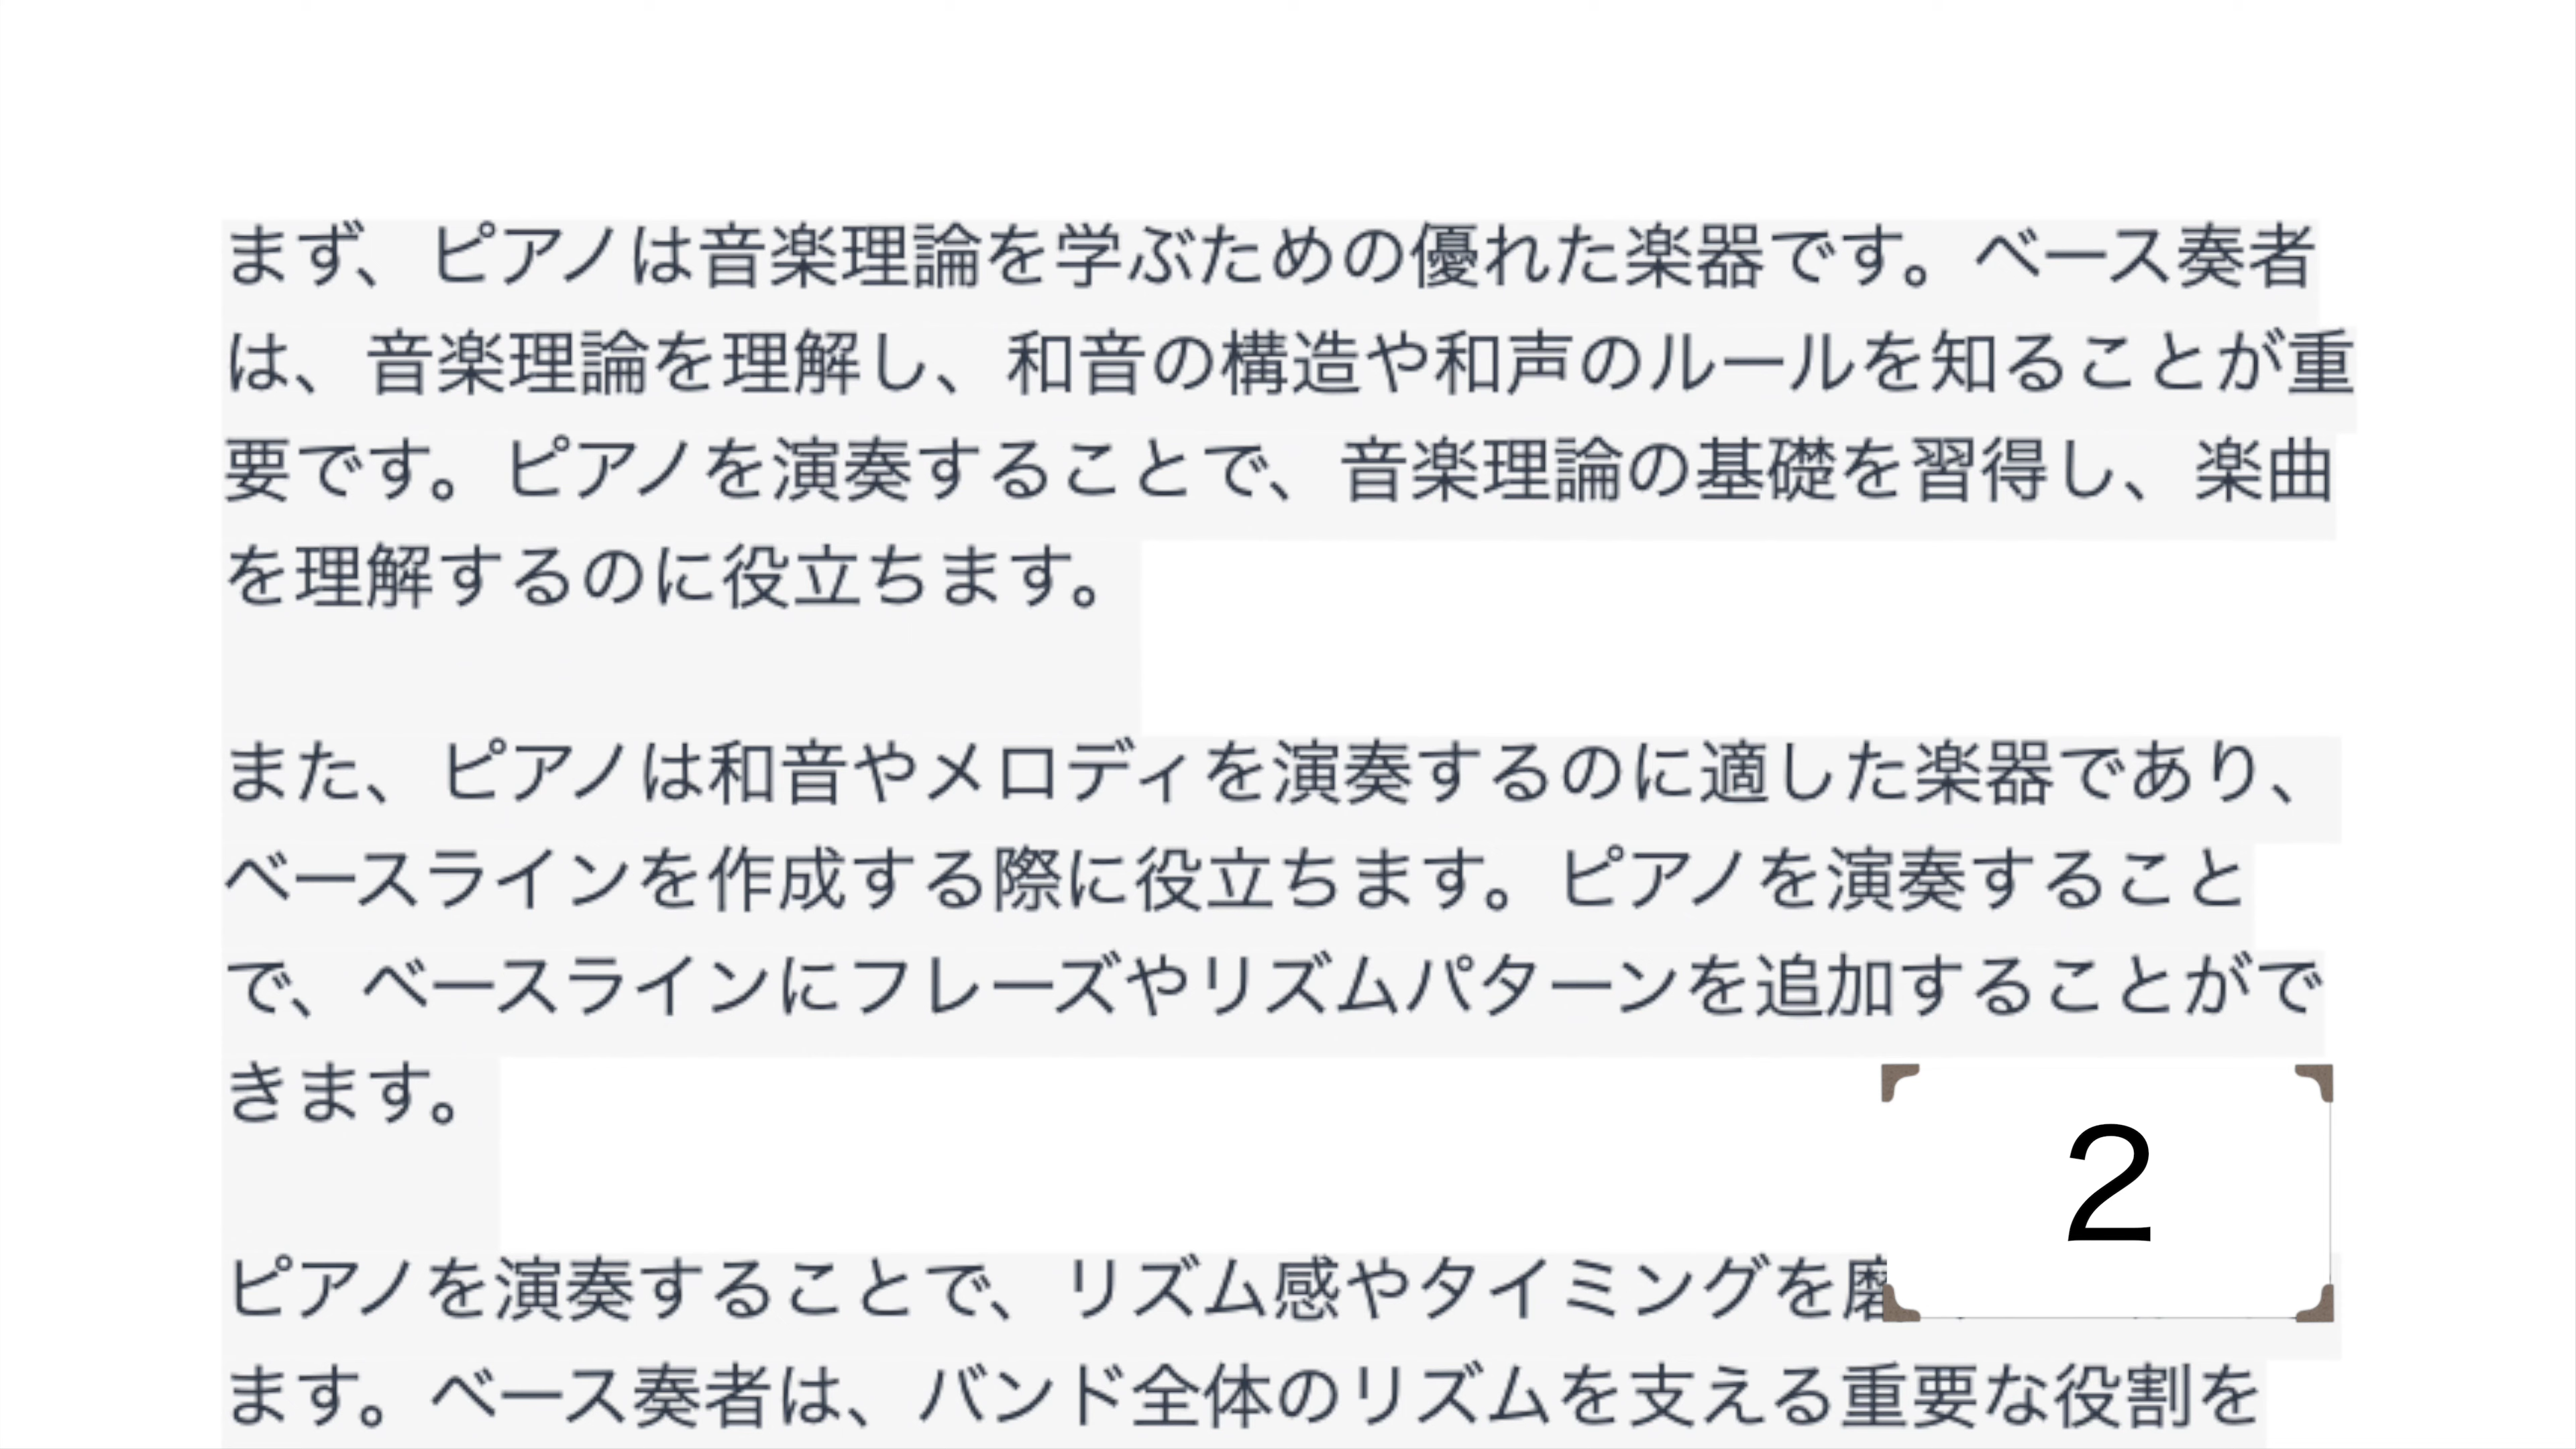 まず、ピアノは音楽理論を学ぶための優れた楽器です。ベース奏者
は、音楽理論を理解し、和音の構造や和声のルールを知ることが重
要です。ピアノを演奏することで、音楽理論の基礎を習得し、楽曲
を理解するのに役立ちます。
また、ピアノは和音やメロディを演奏するのに適した楽器であり、
ベースラインを作成する際に役立ちます。ピアノを演奏すること
で、ベースラインにフレーズやリズムパターンを追加することがで
きます。
2
ピアノを演奏することで、リズム感やタイミングを
ます。ベース奏者は、バンド全体のリズムを支える重要な役割を